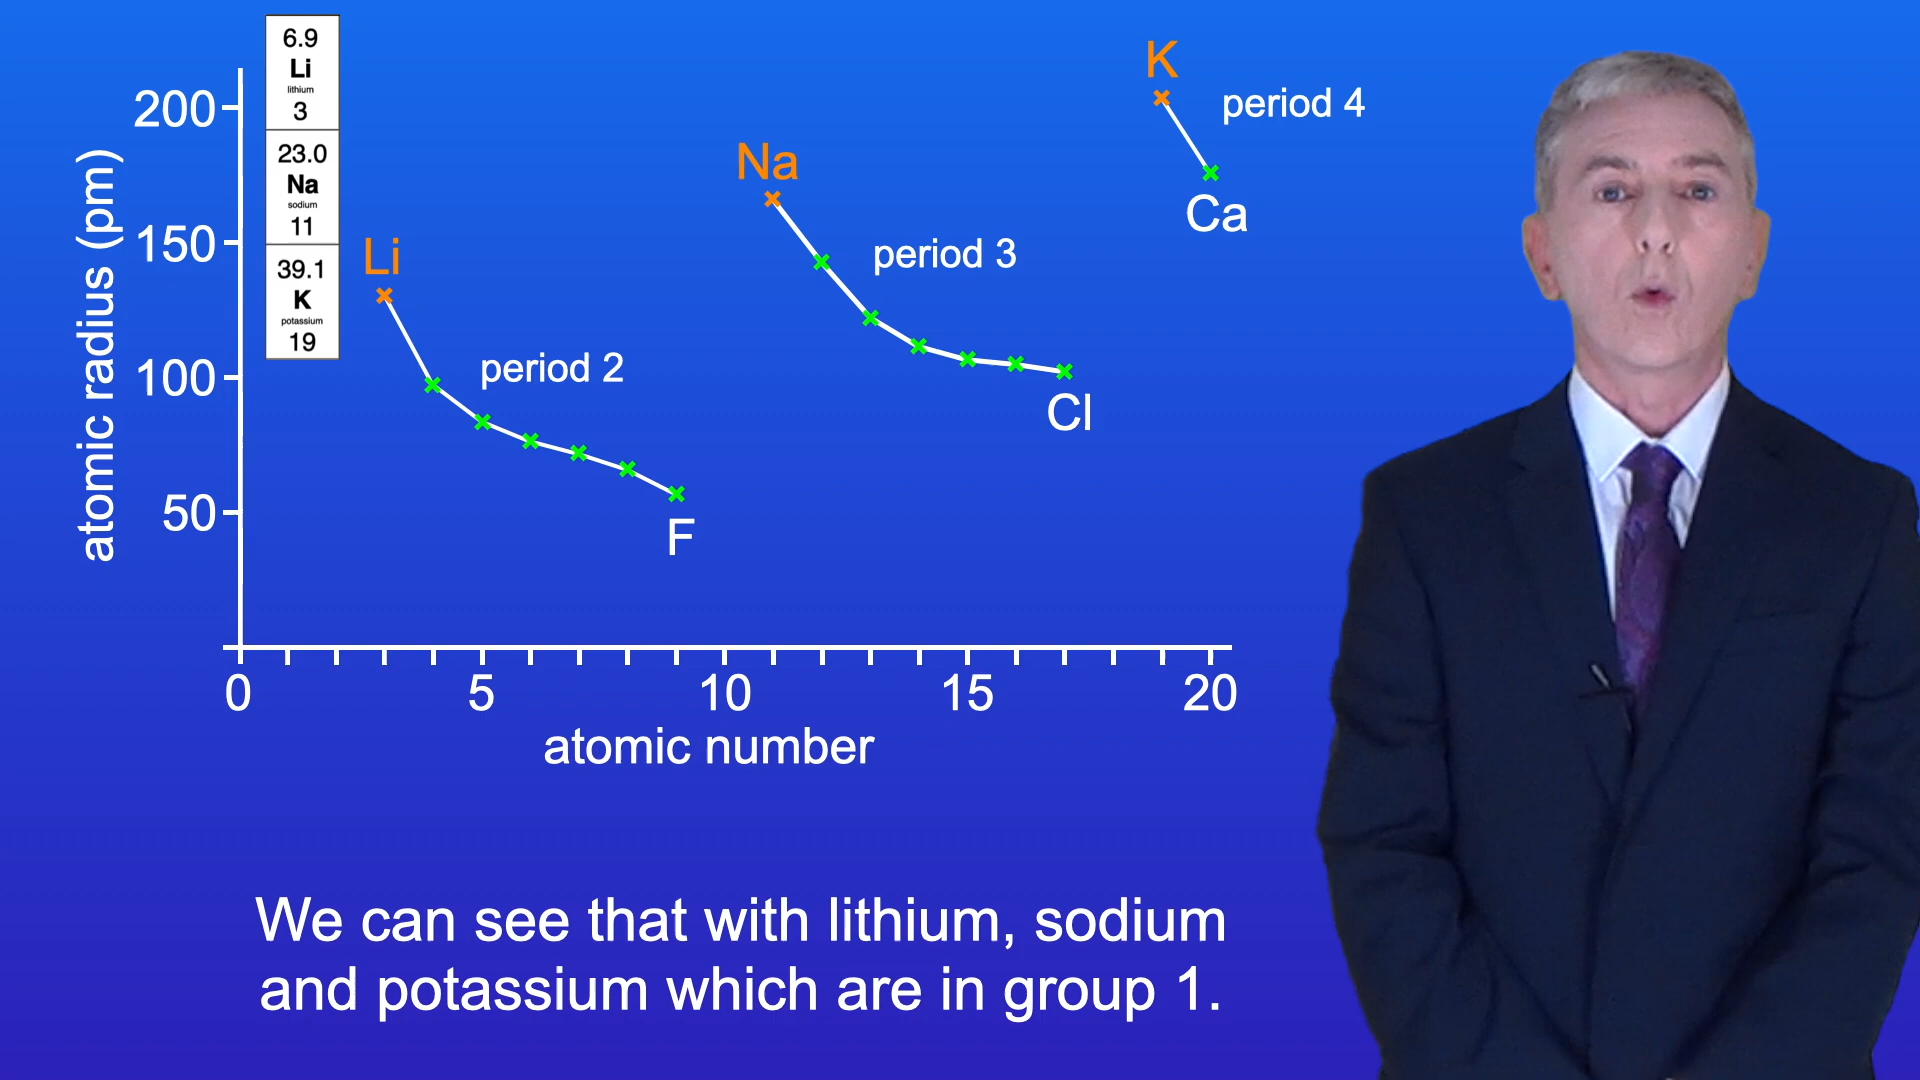 6.9
Li
lithium
3
23.0
Na
sodium
11
39.1
K
potassium
19
atomic radius (pm)
200
150
100
50
Li
period 2
F
Na
period 3
Cl
K
period 4
Ca
0 5 10 15 20
atomic number
We can see that with lithium, sodium
and potassium which are in group 1.